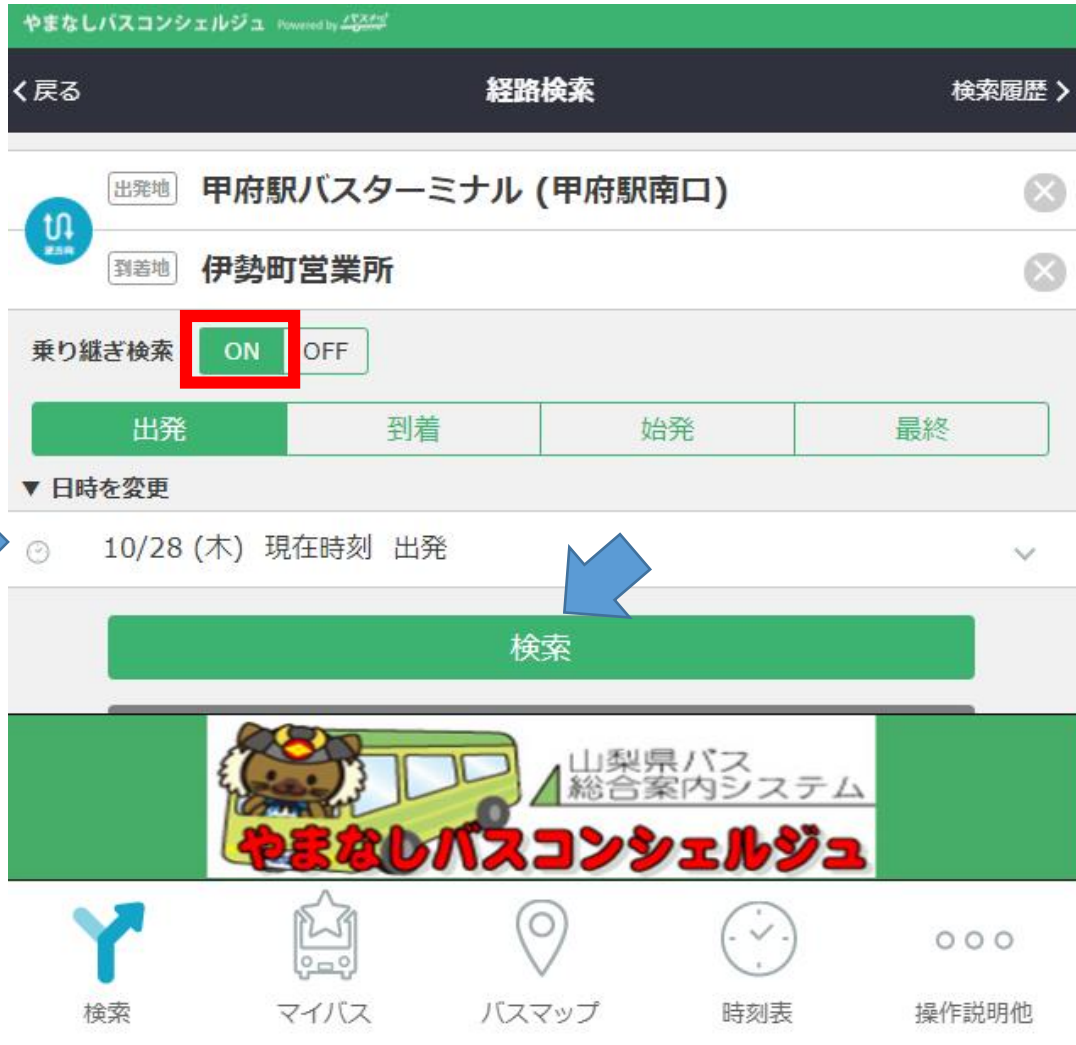 やまなしバスコンシェルジュ Powered by バスナビ
戻る 経路検索 検索履歴
出発地 甲府駅バスターミナル (甲府駅南口)
到着地 伊勢町営業所
乗り継ぎ検索 ON OFF
出発 到着 始発 最終
▼ 日時を変更
10/28 (木) 現在時刻 出発
検索
山梨県バス
総合案内システム
やまなしバスコンシェルジュ
検索 マイバス バスマップ 時刻表 操作説明他